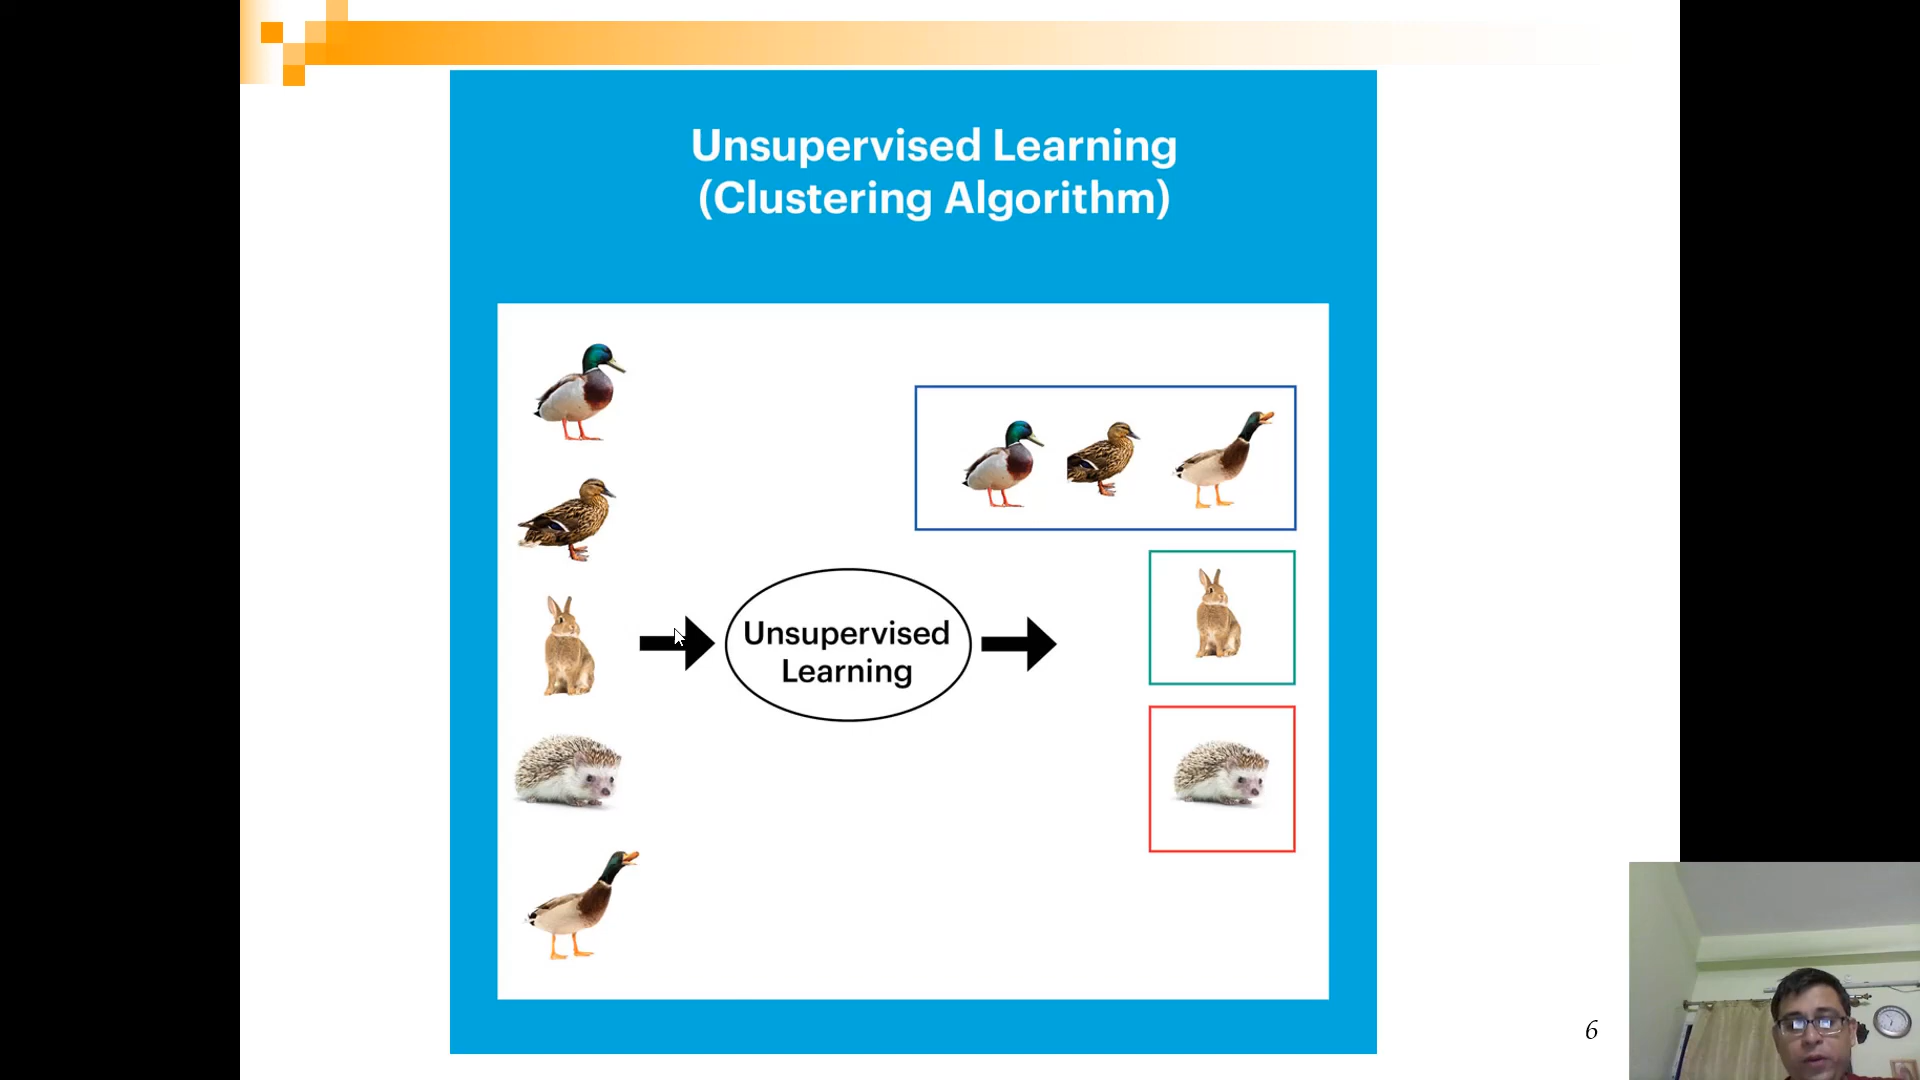 Unsupervised Learning
(Clustering Algorithm)
Unsupervised
Learning
6